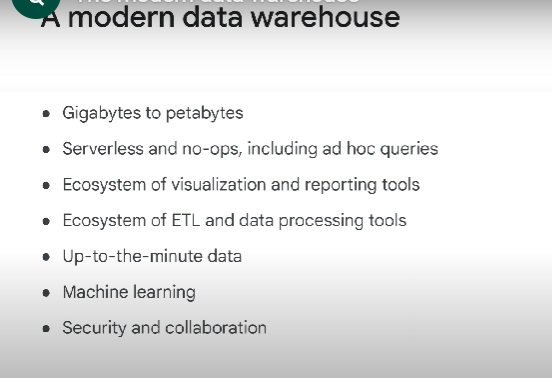 A modern data warehouse
Gigabytes to petabytes
Serverless and no-ops, including ad hoc queries
Ecosystem of visualization and reporting tools
Ecosystem of ETL and data processing tools
Up-to-the-minute data
Machine learning
Security and collaboration